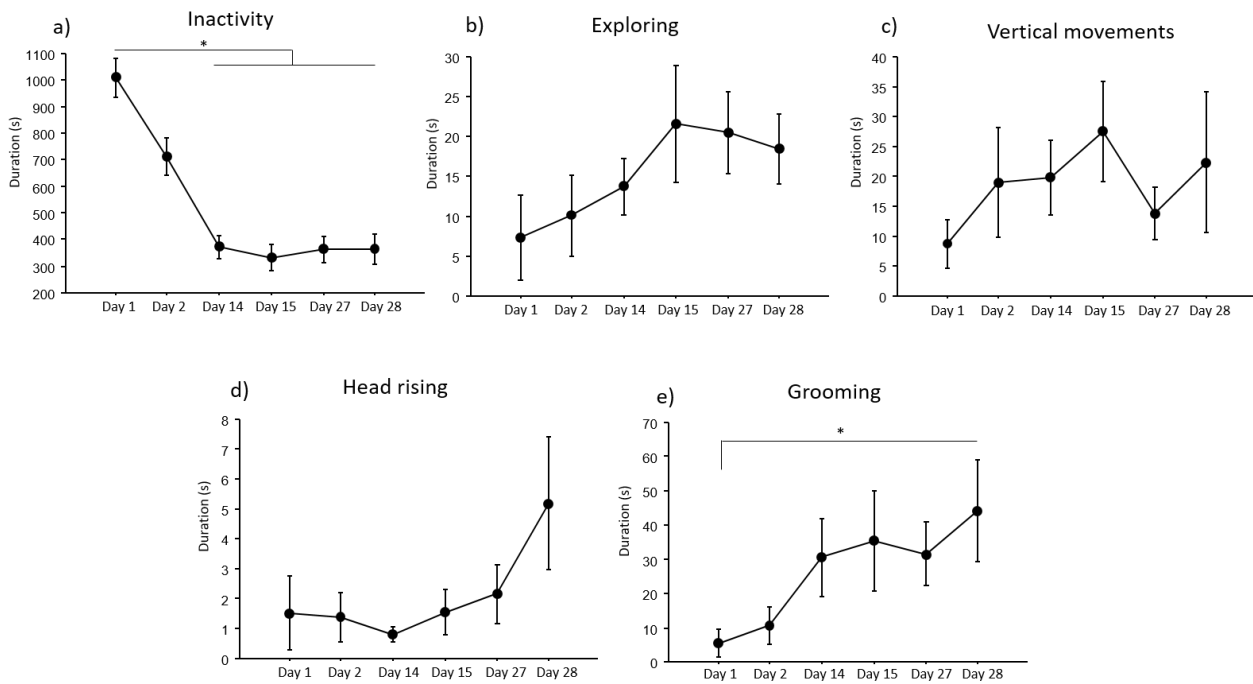 a)
Inactivity
*
1100
1000
900
800
700
600
500
400
300
200
Duration (s)
Day 1 Day 2 Day 14 Day 15 Day 27 Day 28
b)
Exploring
30
25
20
15
10
5
0
Duration (s)
Day 1 Day 2 Day 14 Day 15 Day 27 Day 28
c)
Vertical movements
40
35
30
25
20
15
10
5
0
Duration (s)
Day 1 Day 2 Day 14 Day 15 Day 27 Day 28
d)
Head rising
8
7
6
5
4
3
2
1
0
Duration (s)
Day 1 Day 2 Day 14 Day 15 Day 27 Day 28
e)
Grooming
*
70
60
50
40
30
20
10
0
Duration (s)
Day 1 Day 2 Day 14 Day 15 Day 27 Day 28